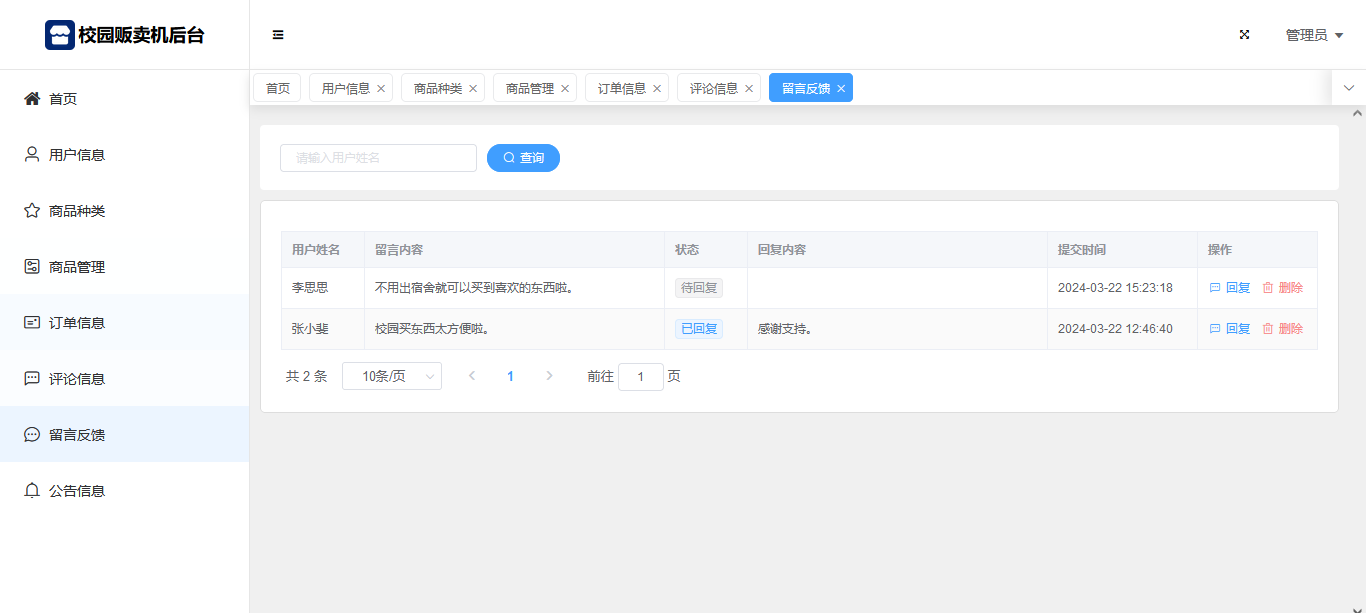 校园贩卖机后台
管理员
首页
用户信息
商品种类
商品管理
订单信息
评论信息
留言反馈
公告信息
首页 用户信息 商品种类 商品管理 订单信息 评论信息 留言反馈
请输入用户姓名 查询
用户姓名 留言内容 状态 回复内容 提交时间 操作
李思思 不用出宿舍就可以买到喜欢的东西啦。 待回复 2024-03-22 15:23:18 回复 删除
张小斐 校园买东西太方便啦。 已回复 感谢支持。 2024-03-22 12:46:40 回复 删除
共 2 条 10条/页 1 前往 1 页